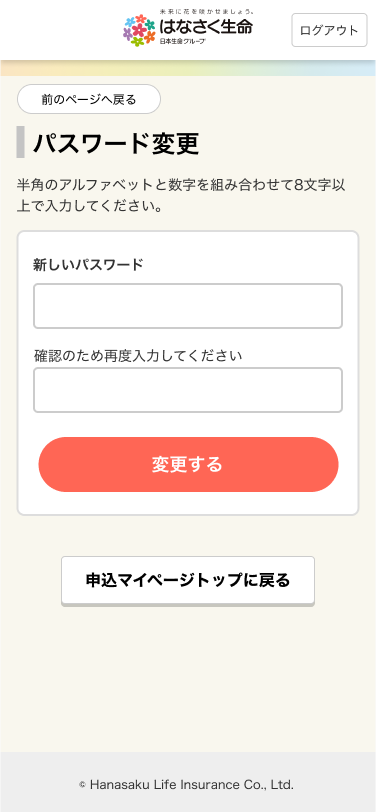 未来に花を咲かせましょう。
はなさく生命
日本生命グループ
ログアウト
前のページへ戻る
パスワード変更
半角のアルファベットと数字を組み合わせて8文字以
上で入力してください。
新しいパスワード
確認のため再度入力してください
変更する
申込マイページトップに戻る
© Hanasaku Life Insurance Co., Ltd.